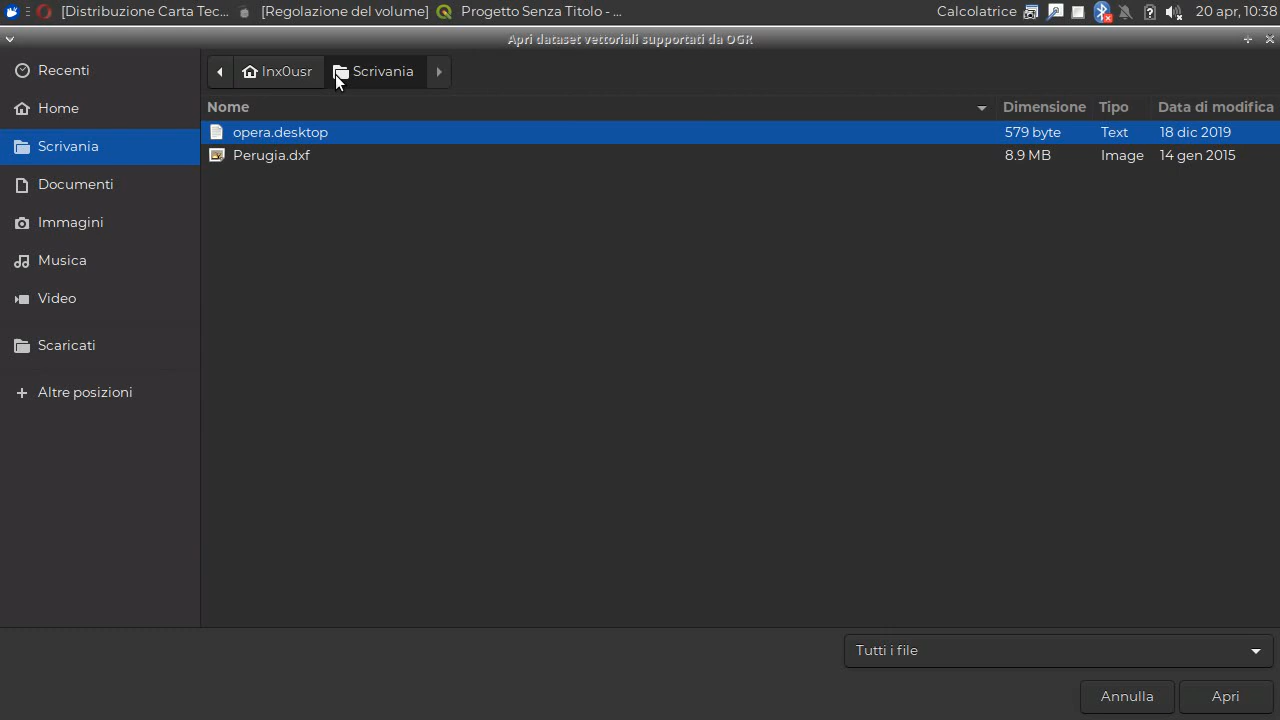 [Distribuzione Carta Tec... [Regolazione del volume] Progetto Senza Titolo - ... Calcolatrice 20 apr, 10:38
Apri dataset vettoriali supportati da OGR
Recenti
Home
Scrivania
Documenti
Immagini
Musica
Video
Scaricati
Altre posizioni
lnx0usr Scrivania
Nome Dimensione Tipo Data di modifica
opera.desktop 579 byte Text 18 dic 2019
Perugia.dxf 8.9 MB Image 14 gen 2015
Tutti i file
Annulla Apri